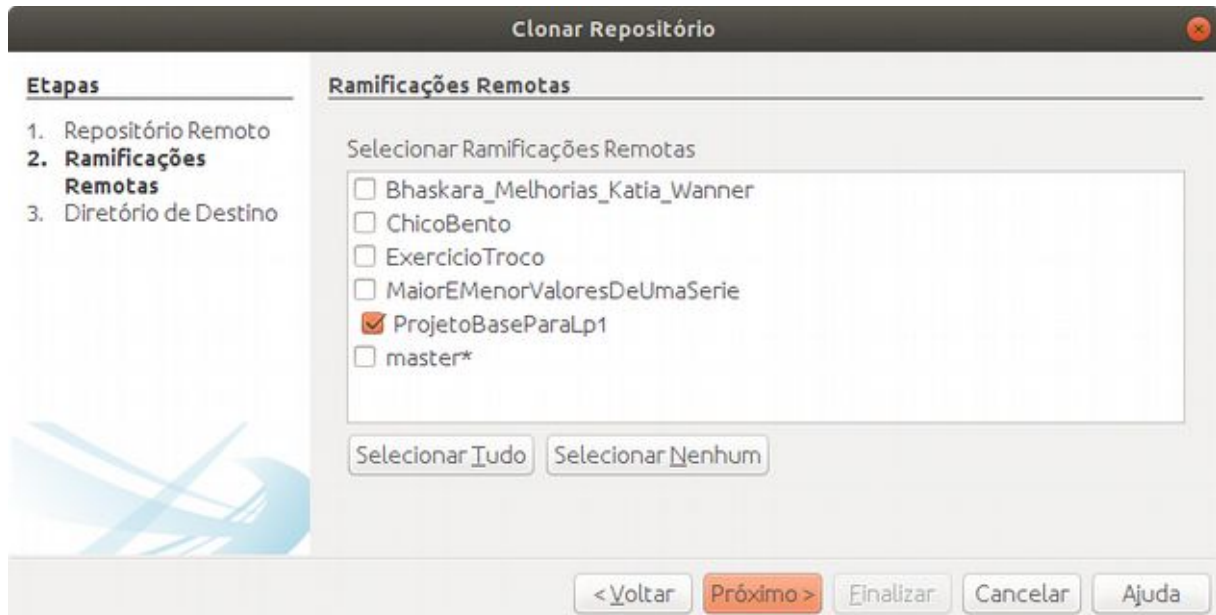 Clonar Repositório
Etapas
1. Repositório Remoto
2. Ramificações
Remotas
3. Diretório de Destino
Ramificações Remotas
Selecionar Ramificações Remotas
Bhaskara_Melhorias_Katia_Wanner
ChicoBento
ExercicioTroco
MaiorEMenorValoresDeUmaSerie
ProjetoBaseParaLp1
master*
Selecionar Tudo Selecionar Nenhum
< Voltar Próximo > Finalizar Cancelar Ajuda